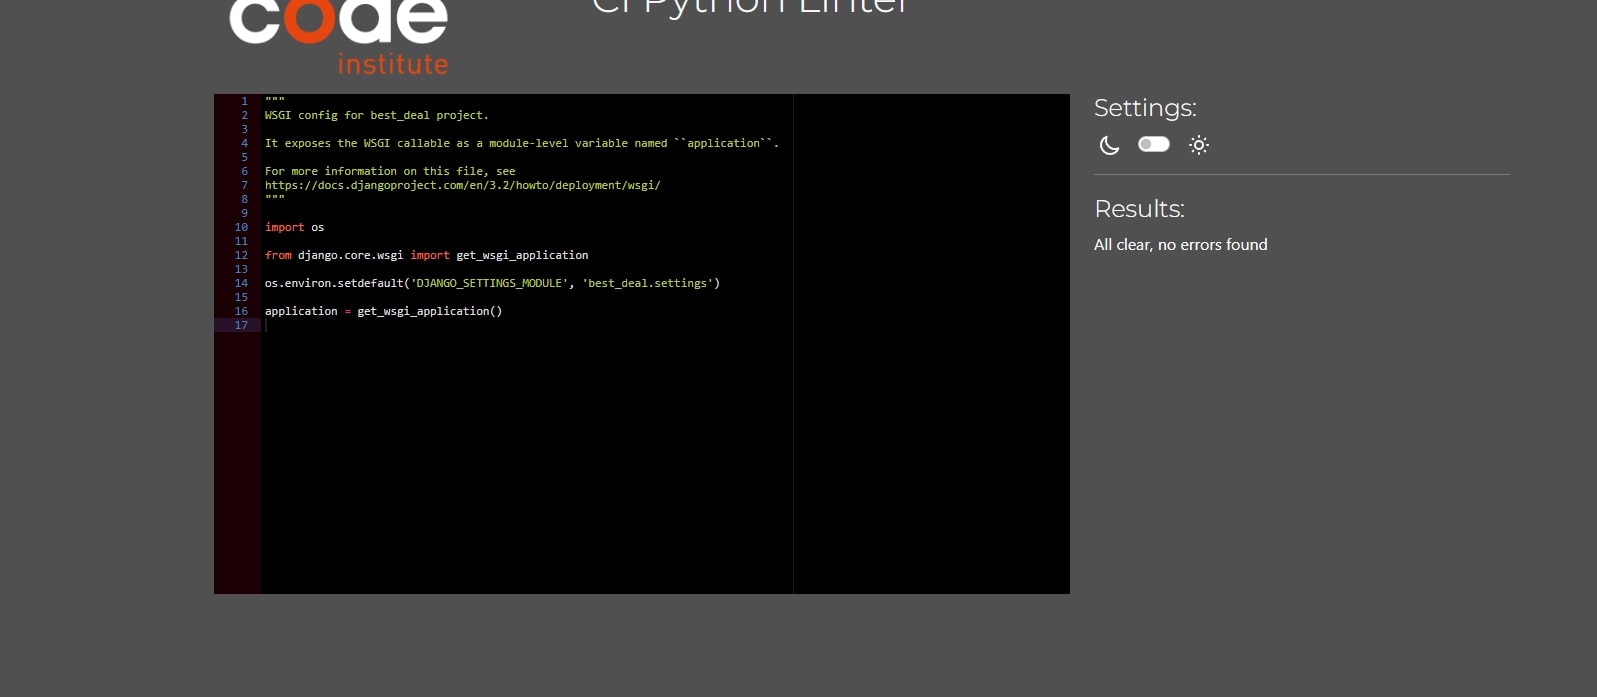 code
institute
CI Python Linter
1 """
2 WSGI config for best_deal project.
3
4 It exposes the WSGI callable as a module-level variable named ``application``.
5
6 For more information on this file, see
7 https://docs.djangoproject.com/en/3.2/howto/deployment/wsgi/
8 """
9
10 import os
11
12 from django.core.wsgi import get_wsgi_application
13
14 os.environ.setdefault('DJANGO_SETTINGS_MODULE', 'best_deal.settings')
15
16 application = get_wsgi_application()
17
Settings:
Results:
All clear, no errors found